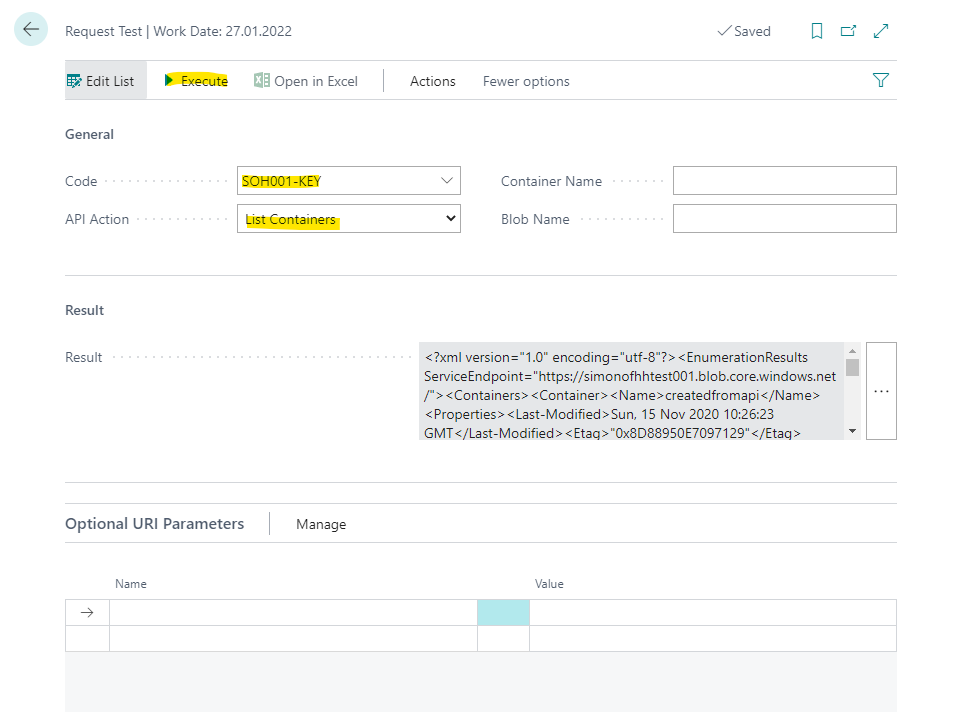 Request Test | Work Date: 27.01.2022
Saved
Edit List
Execute
Open in Excel
Actions
Fewer options
General
Code
SOH001-KEY
Container Name
API Action
List Containers
Blob Name
Result
Result
<?xml version="1.0" encoding="utf-8"?><EnumerationResults
ServiceEndpoint="https://simonofhhtest001.blob.core.windows.net
/"><Containers><Container><Name>createdfromapi</Name>
<Properties><Last-Modified>Sun, 15 Nov 2020 10:26:23
GMT</Last-Modified><Etag>"0x8D88950E7097129"</Etag>
...
Optional URI Parameters
Manage
Name
Value